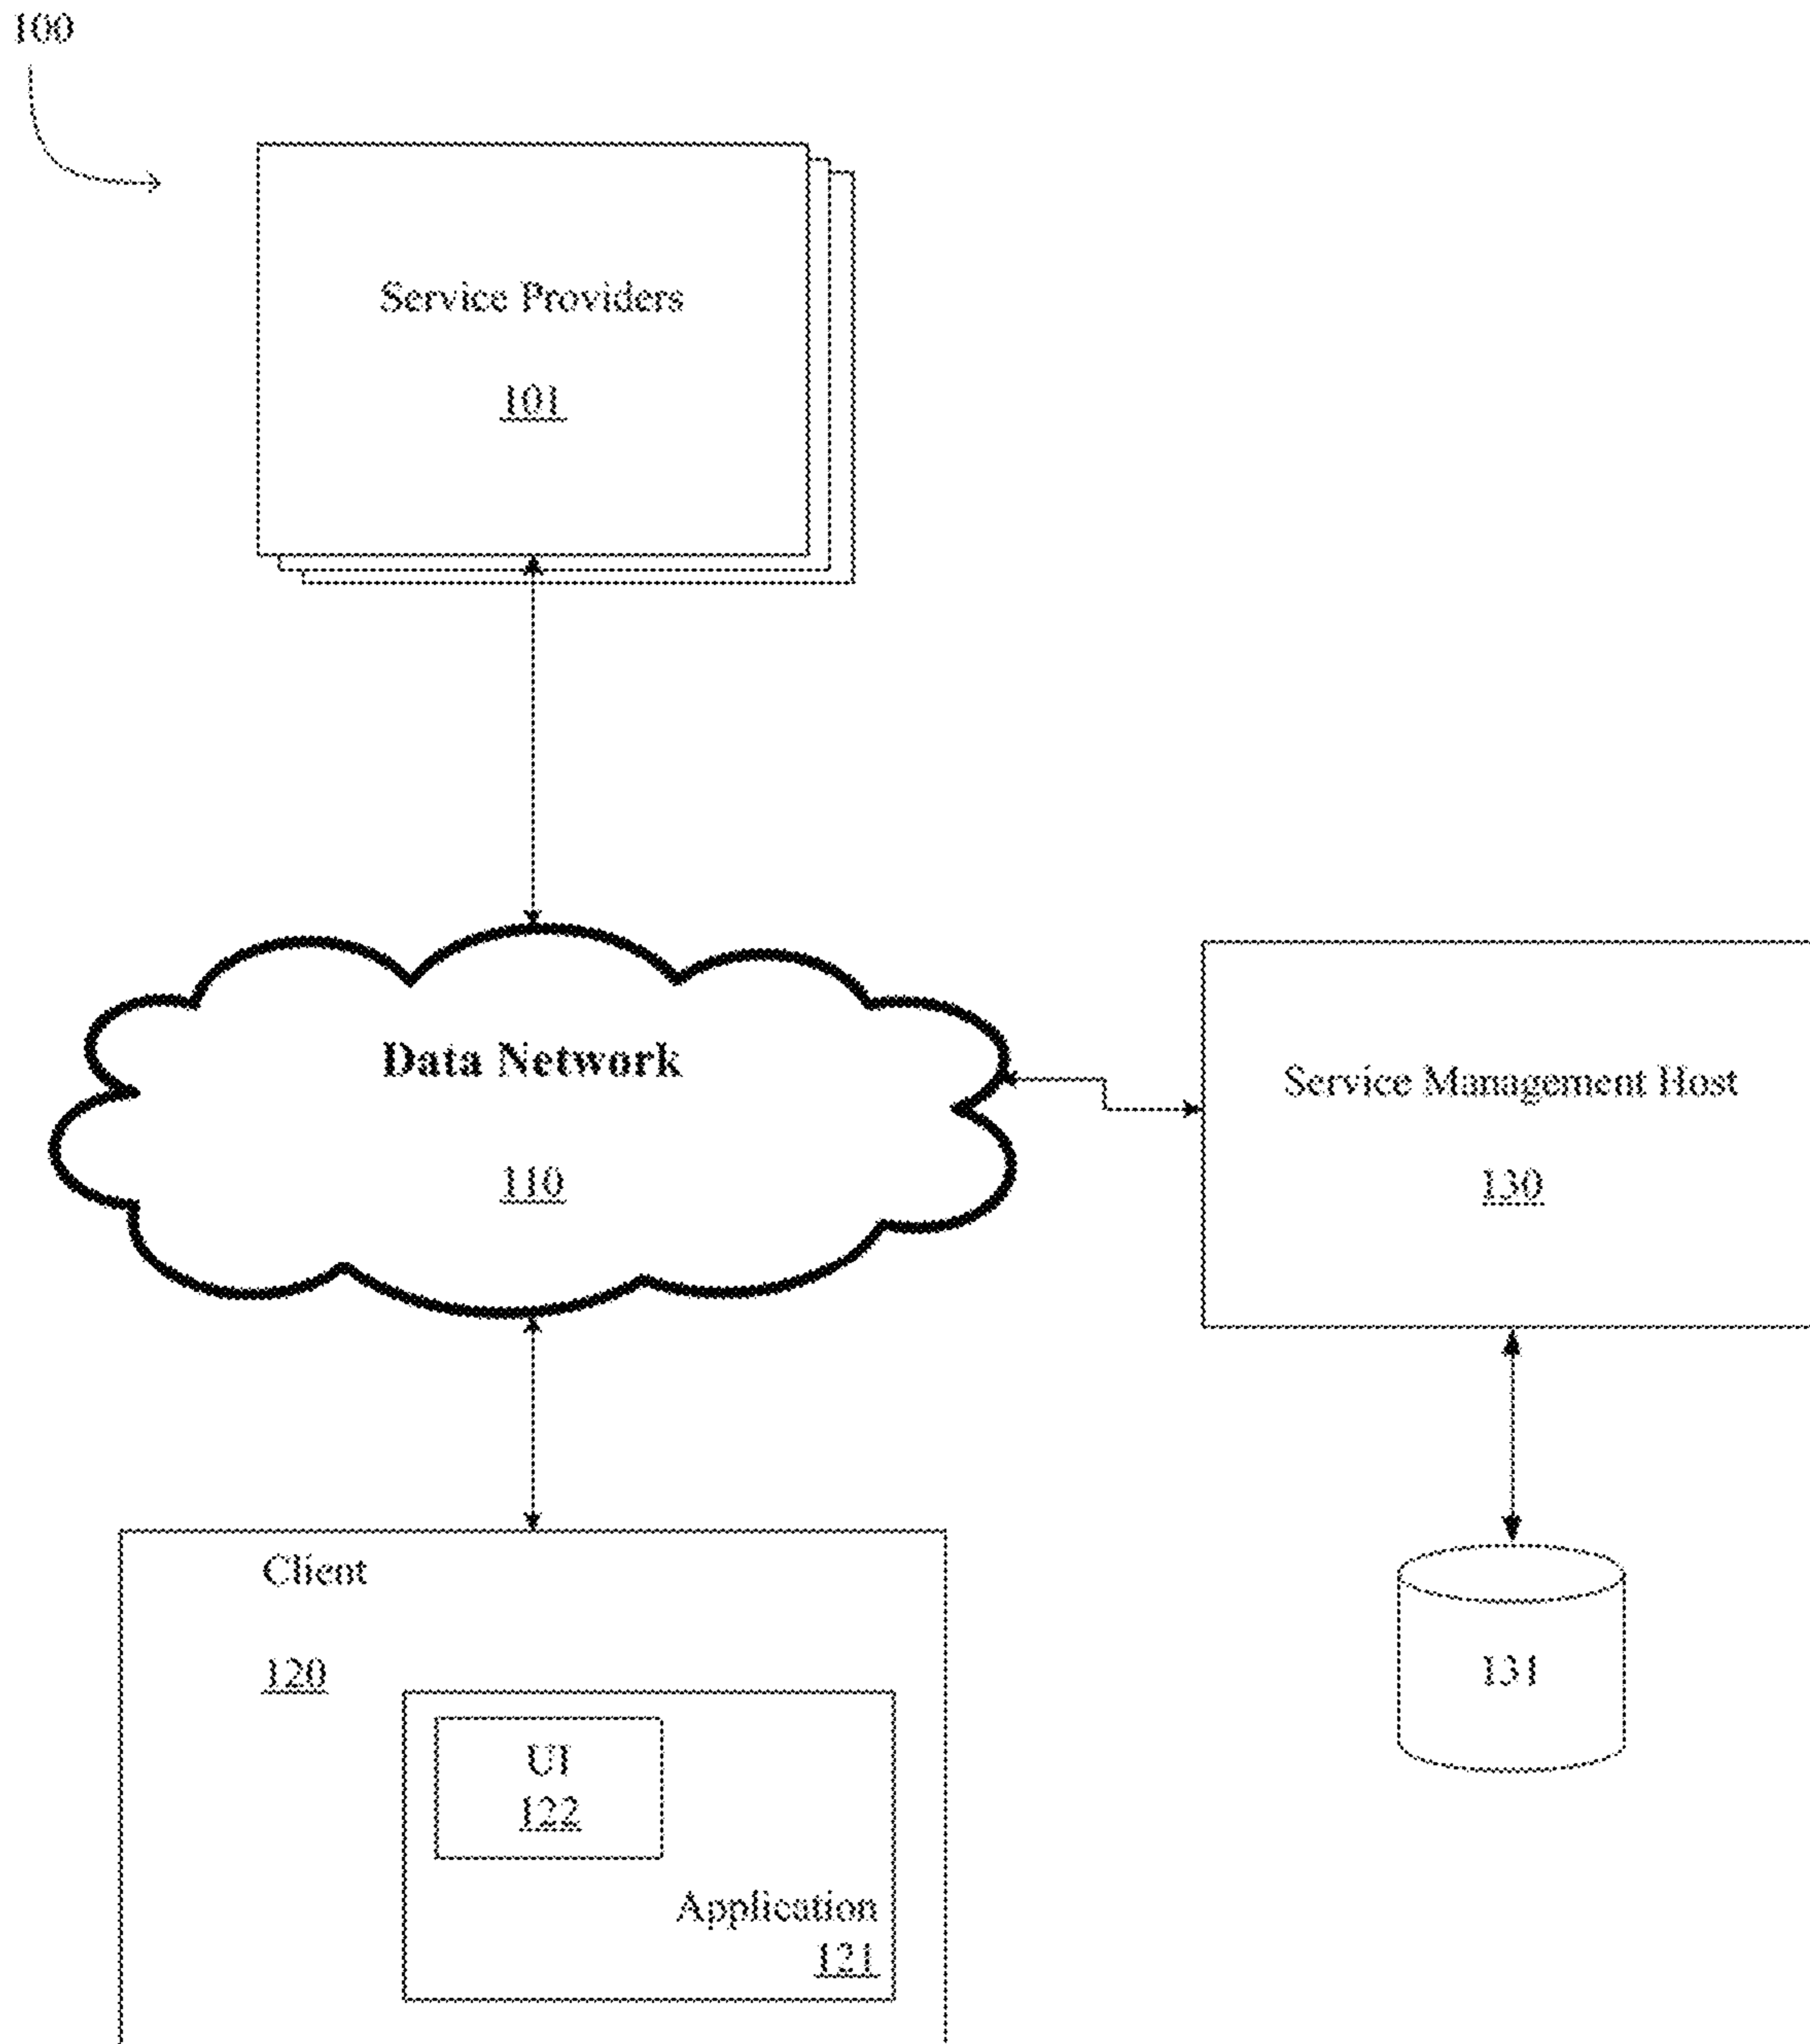 100
Service Providers
101
Data Network
110
Service Management Host
130
Client
120
UI
122
Application
121
131